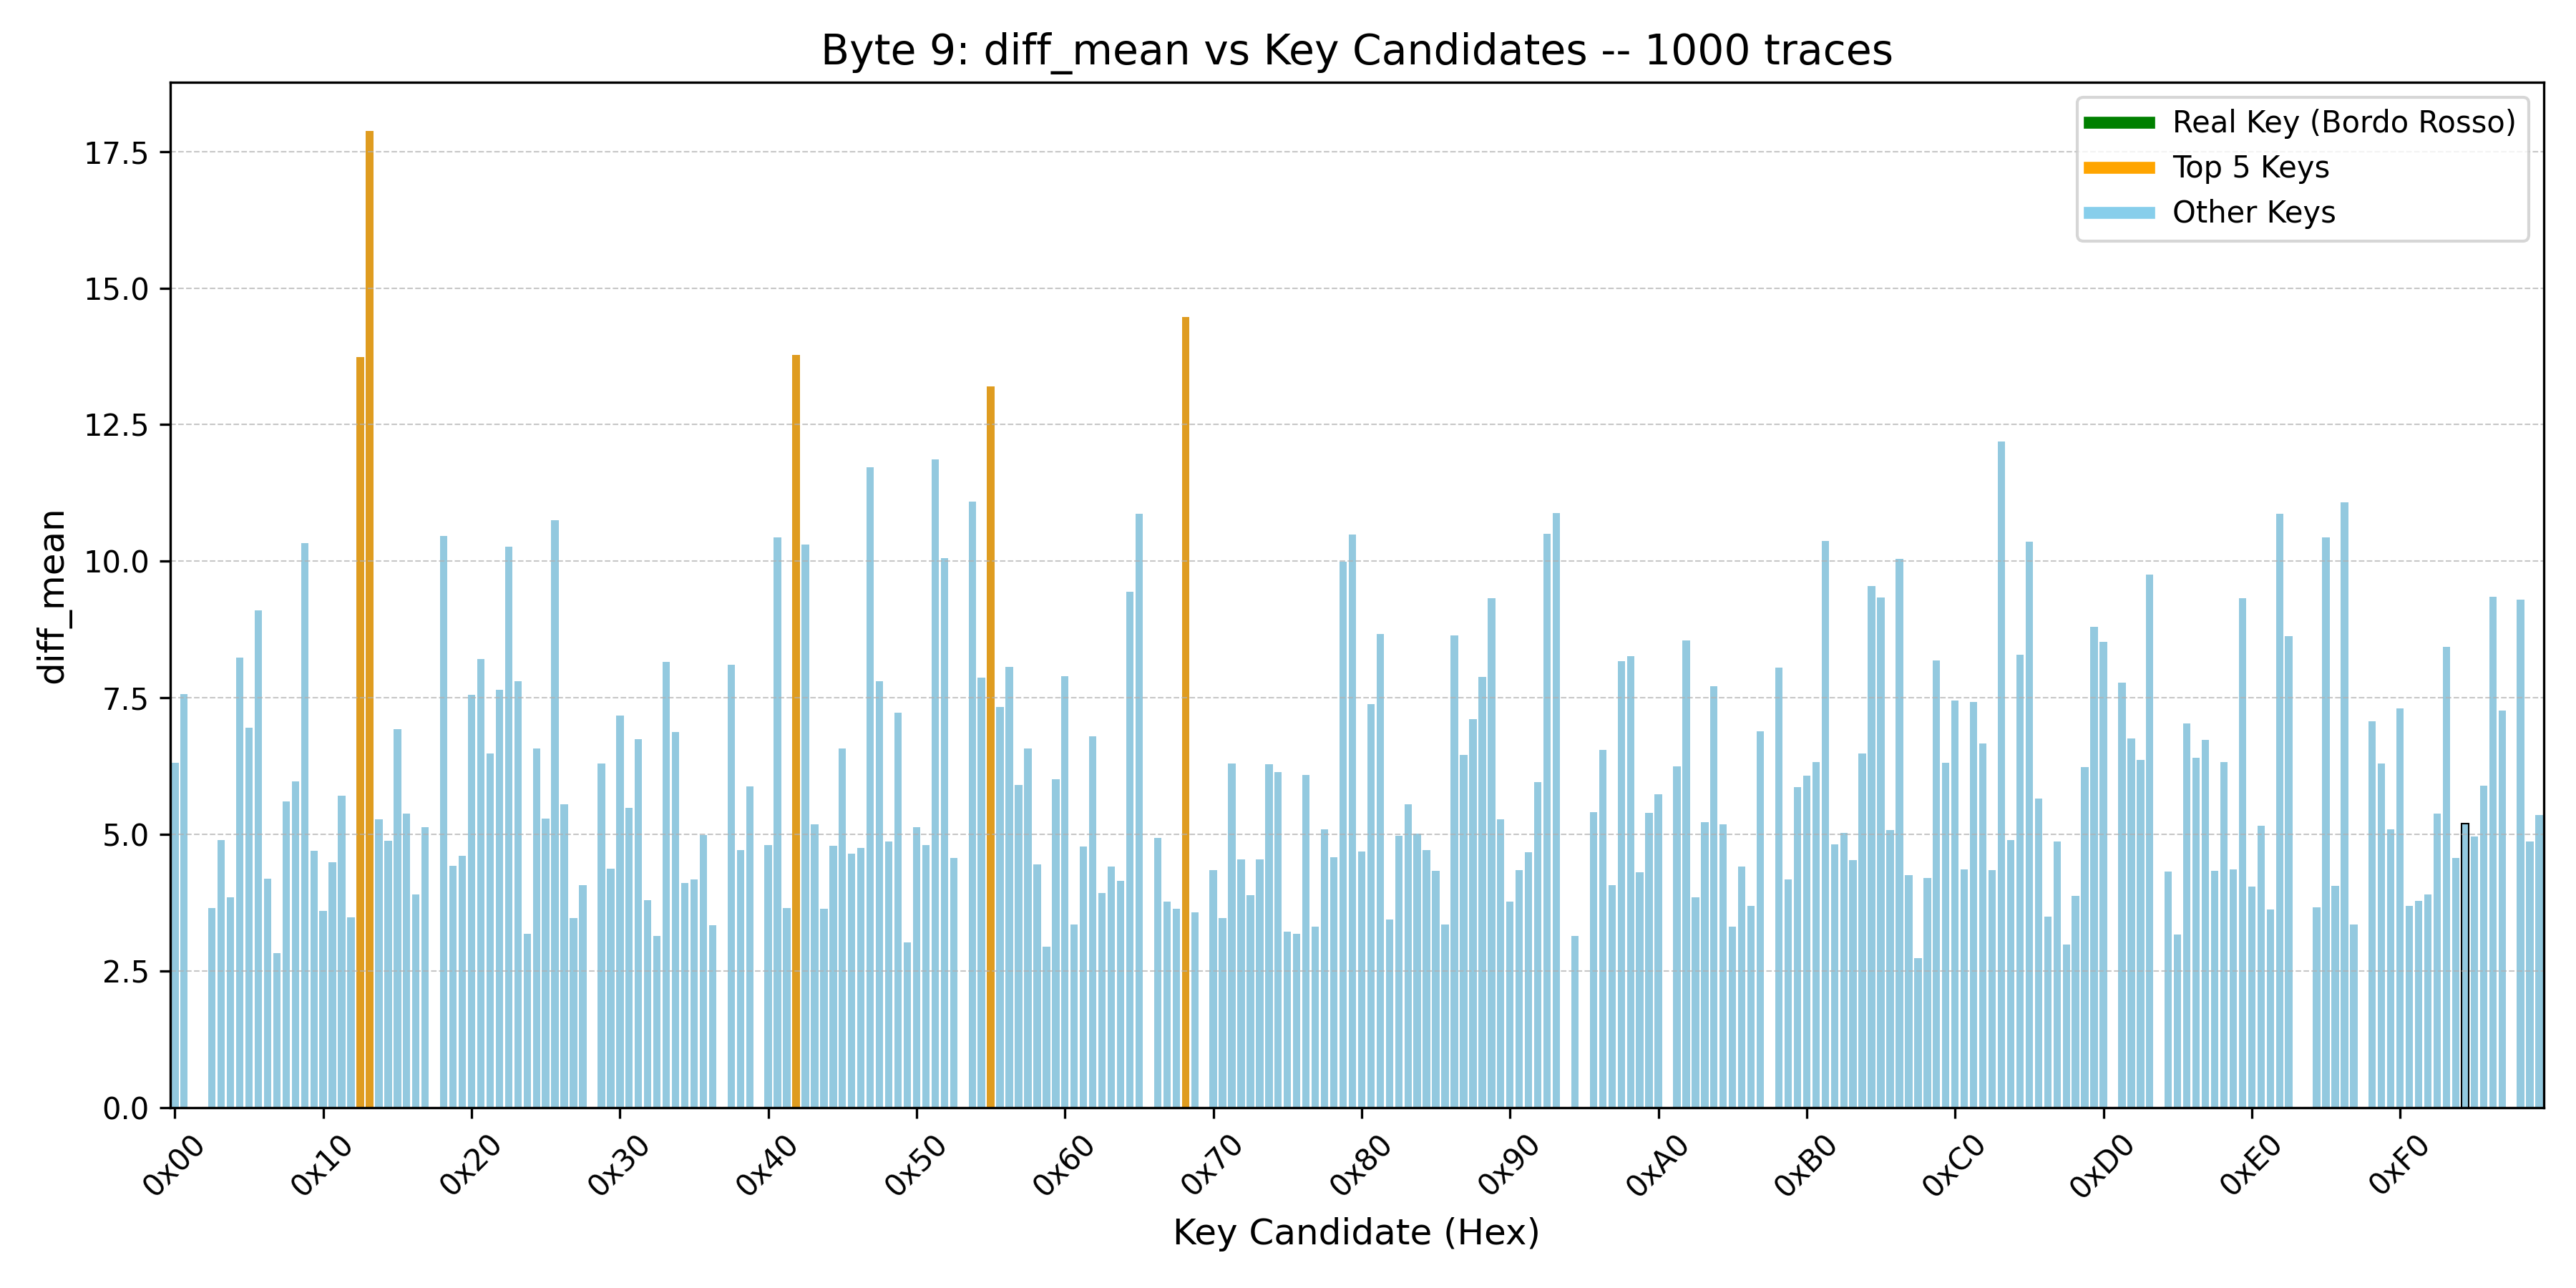 Byte 9: diff_mean vs Key Candidates -- 1000 traces
Real Key (Bordo Rosso)
Top 5 Keys
Other Keys
17.5
15.0
12.5
10.0
7.5
5.0
2.5
0.0
diff_mean
0x00 0x10 0x20 0x30 0x40 0x50 0x60 0x70 0x80 0x90 0xA0 0xB0 0xC0 0xD0 0xE0 0xF0
Key Candidate (Hex)